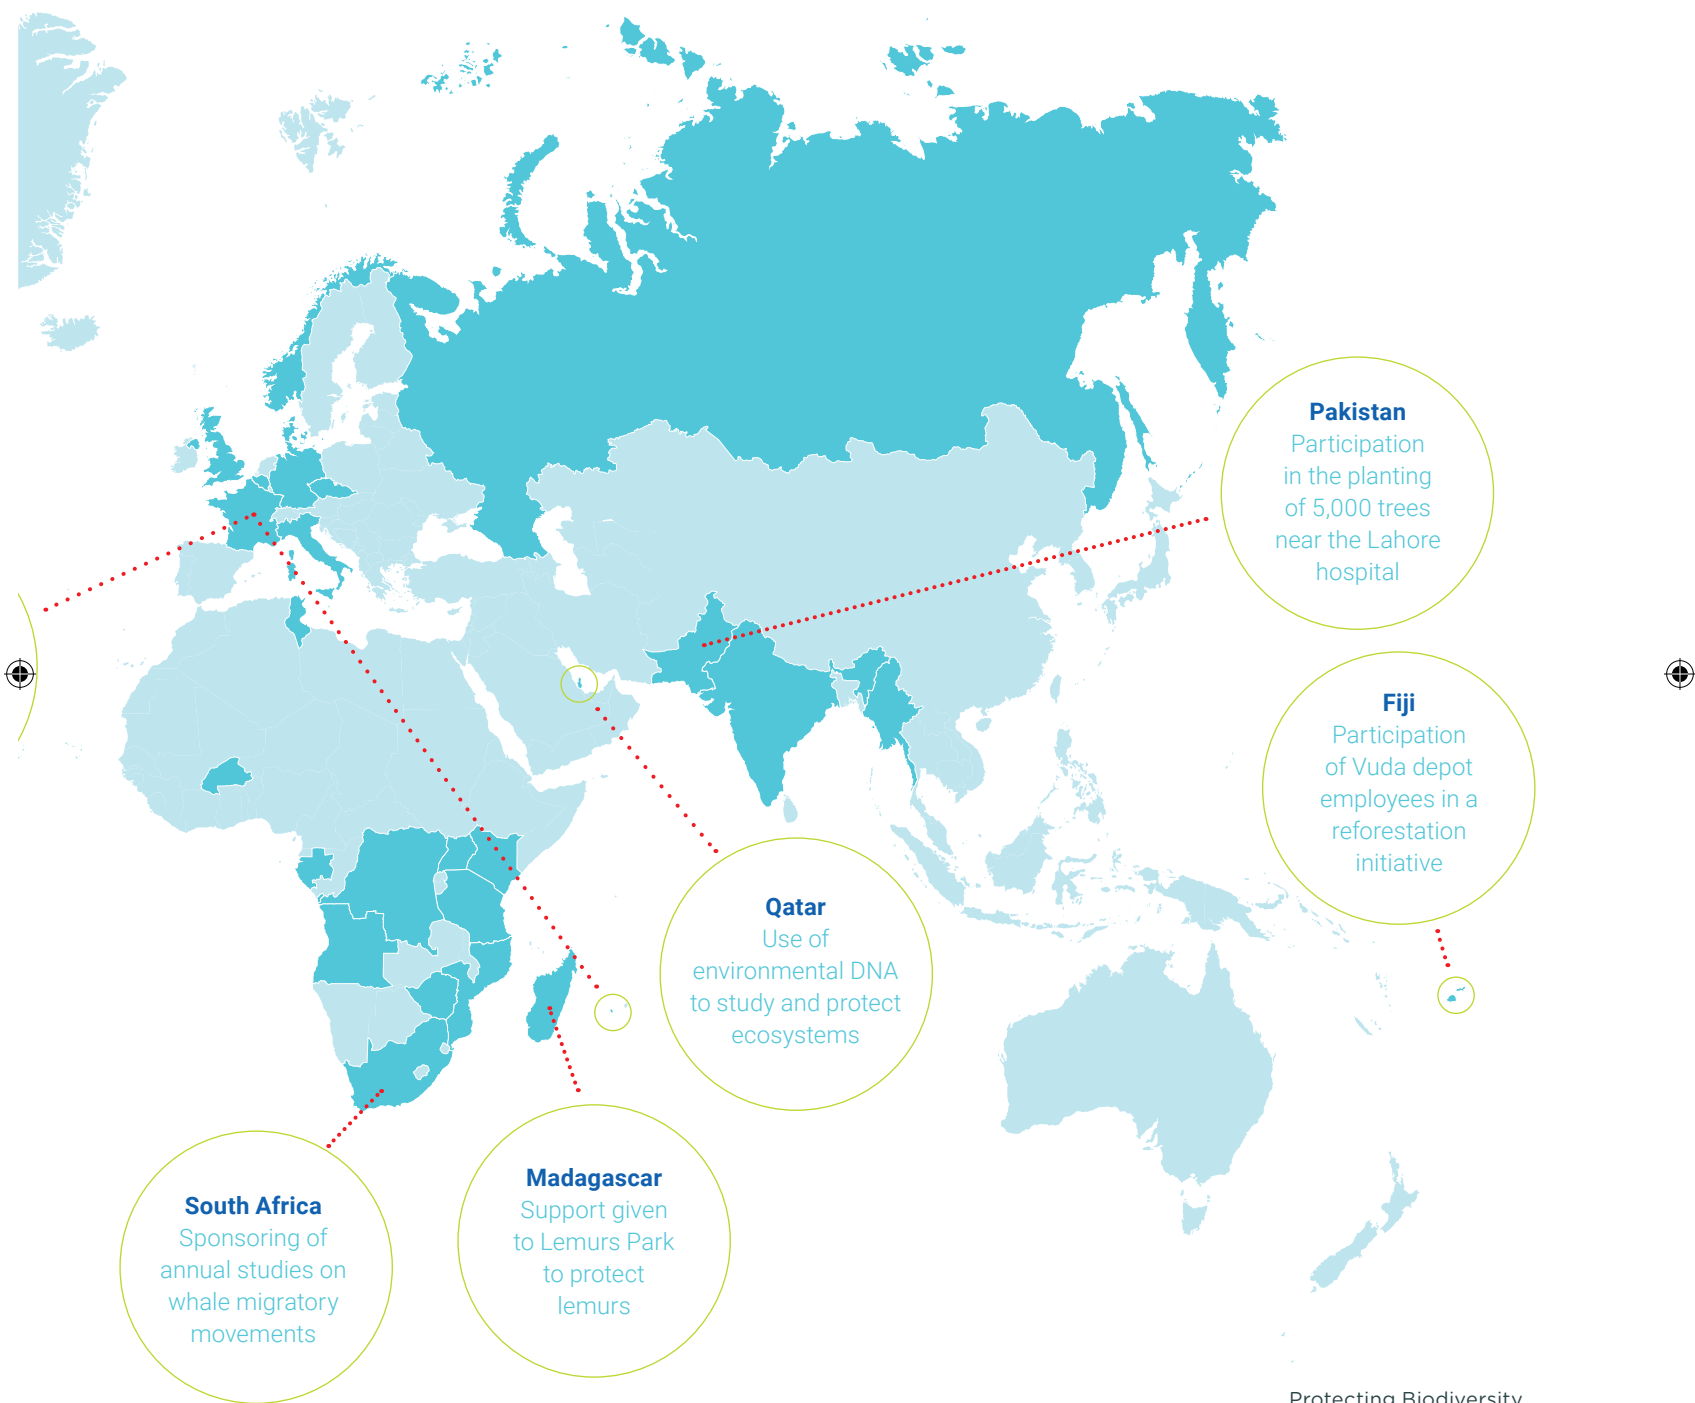 Pakistan
Participation
in the planting
of 5,000 trees
near the Lahore
hospital
Fiji
Participation
of Vuda depot
employees in a
reforestation
initiative
Qatar
Use of
environmental DNA
to study and protect
ecosystems
Madagascar
Support given
to Lemurs Park
to protect
lemurs
South Africa
Sponsoring of
annual studies on
whale migratory
movements
Protecting Biodiversity